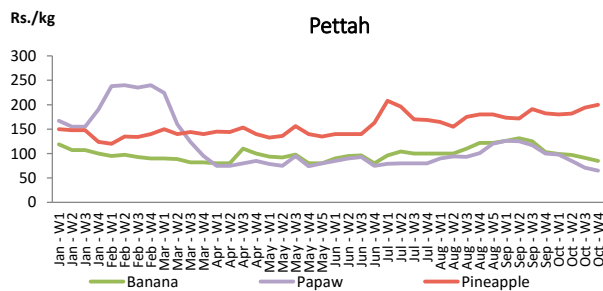 Rs./kg
Pettah
300
250
200
150
100
50
0
Jan - W1
Jan - W2
Jan - W3
Jan - W4
Feb - W1
Feb - W2
Feb - W3
Feb - W4
Mar - W1
Mar - W2
Mar - W3
Mar - W4
Apr - W1
Apr - W2
Apr - W3
Apr - W4
May - W1
May - W2
May - W3
May - W4
May - W5
Jun - W1
Jun - W2
Jun - W3
Jun - W4
Jul - W1
Jul - W2
Jul - W3
Jul - W4
Aug - W1
Aug - W2
Aug - W3
Aug - W4
Aug - W5
Sep - W1
Sep - W2
Sep - W3
Sep - W4
Oct - W1
Oct - W2
Oct - W3
Oct - W4
Banana
Papaw
Pineapple